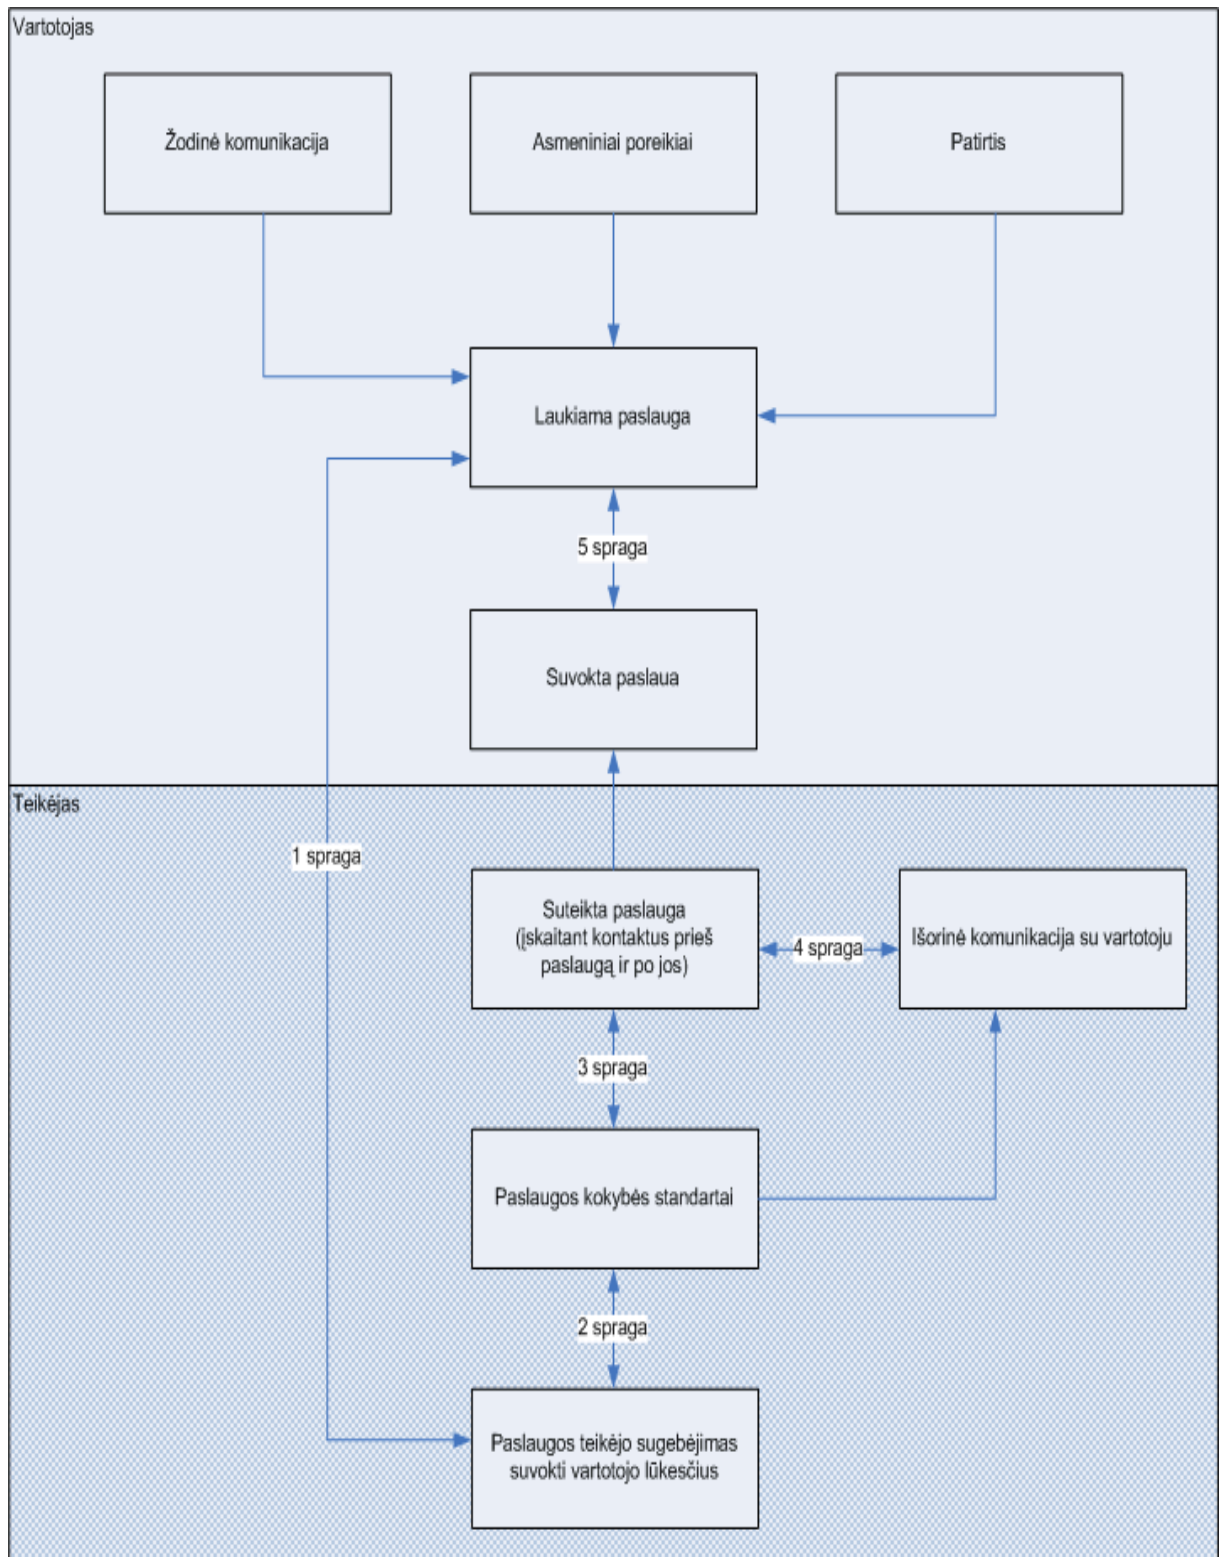 Vartotojas
Žodinė komunikacija
Asmeniniai poreikiai
Patirtis
Laukiama paslauga
5 spraga
Suvokta paslaua
Teikėjas
1 spraga
Suteikta paslauga
(įskaitant kontaktus prieš
paslaugą ir po jos)
4 spraga
Išorinė komunikacija su vartotoju
3 spraga
Paslaugos kokybės standartai
2 spraga
Paslaugos teikėjo sugebėjimas
suvokti vartotojo lūkesčius